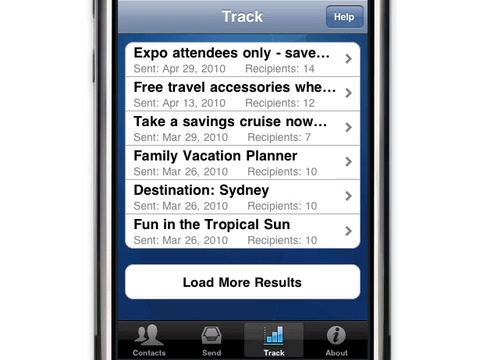 Track
Help
Expo attendees only - save...
Sent: Apr 29, 2010 Recipients: 14
Free travel accessories whe...
Sent: Apr 13, 2010 Recipients: 12
Take a savings cruise now...
Sent: Mar 29, 2010 Recipients: 7
Family Vacation Planner
Sent: Mar 26, 2010 Recipients: 10
Destination: Sydney
Sent: Mar 26, 2010 Recipients: 10
Fun in the Tropical Sun
Sent: Mar 26, 2010 Recipients: 10
Load More Results
Contacts
Send
Track
About